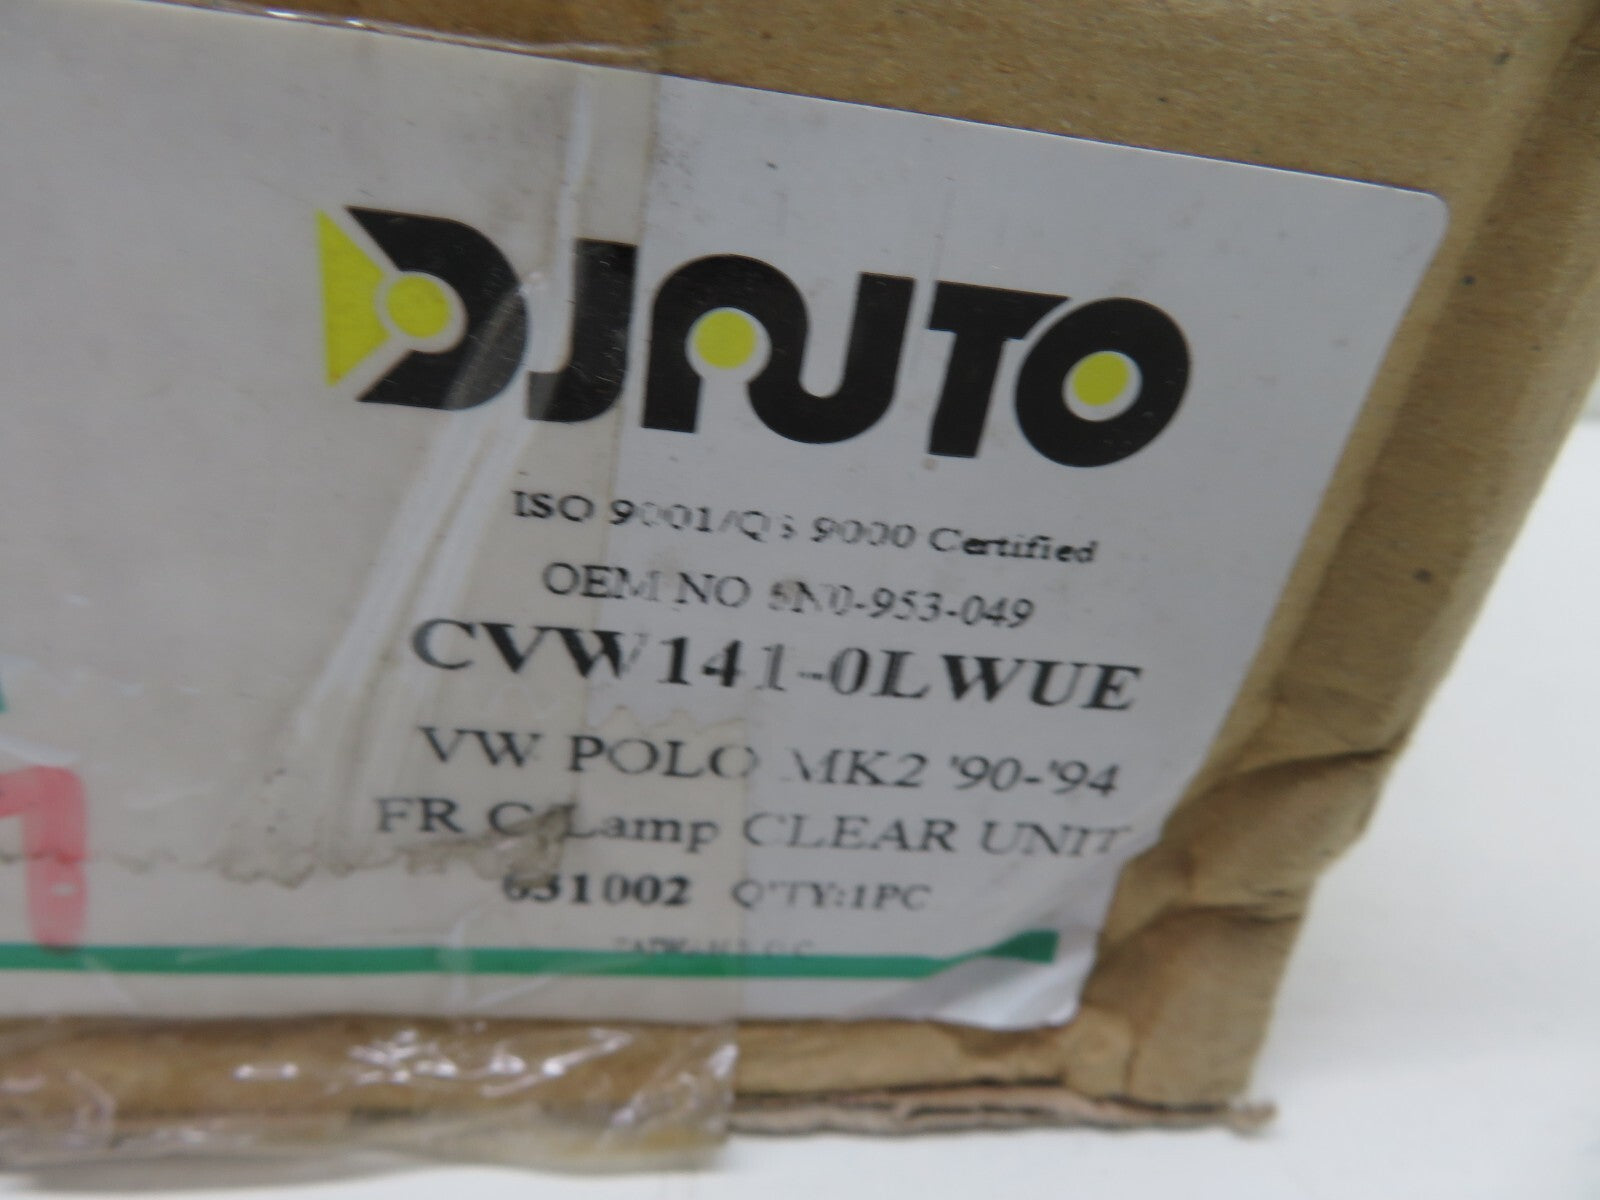 DJAUTO
ISO 9001/QS 9000 Certified
OEM NO 6N0-953-049
CVW141-0LWUE
VW POLO MK2 '90-'94
FR C/Lamp CLEAR UNIT
631002 Q'TY:1PC